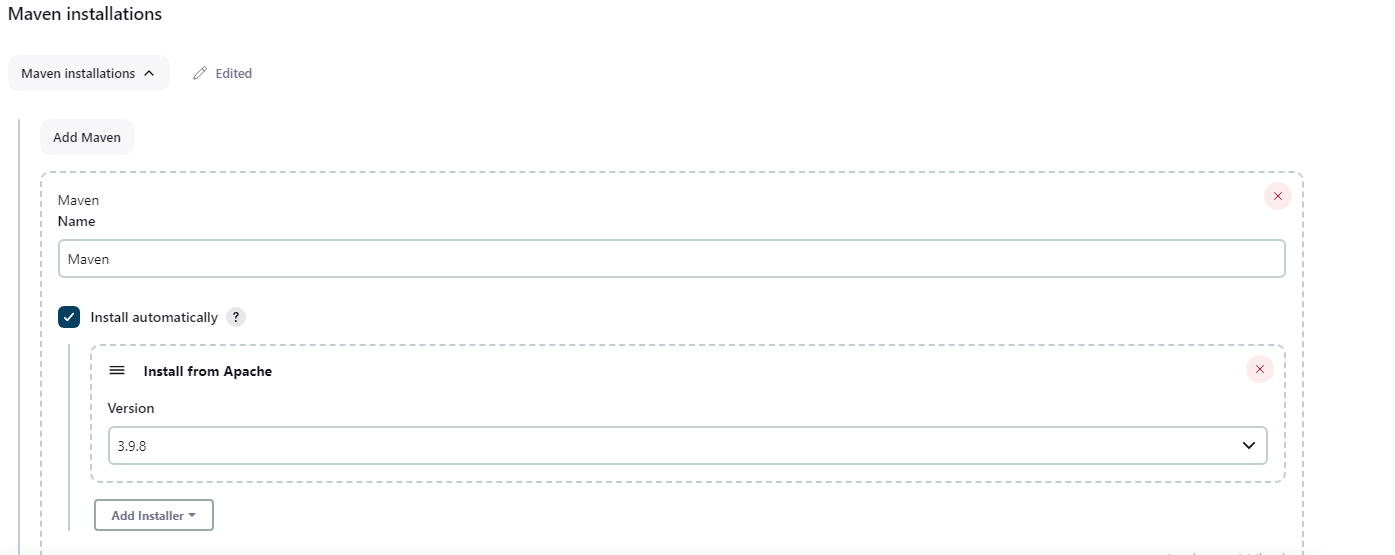 Maven installations
Maven installations
Edited
Add Maven
Maven
Name
Maven
Install automatically ?
Install from Apache
Version
3.9.8
Add Installer